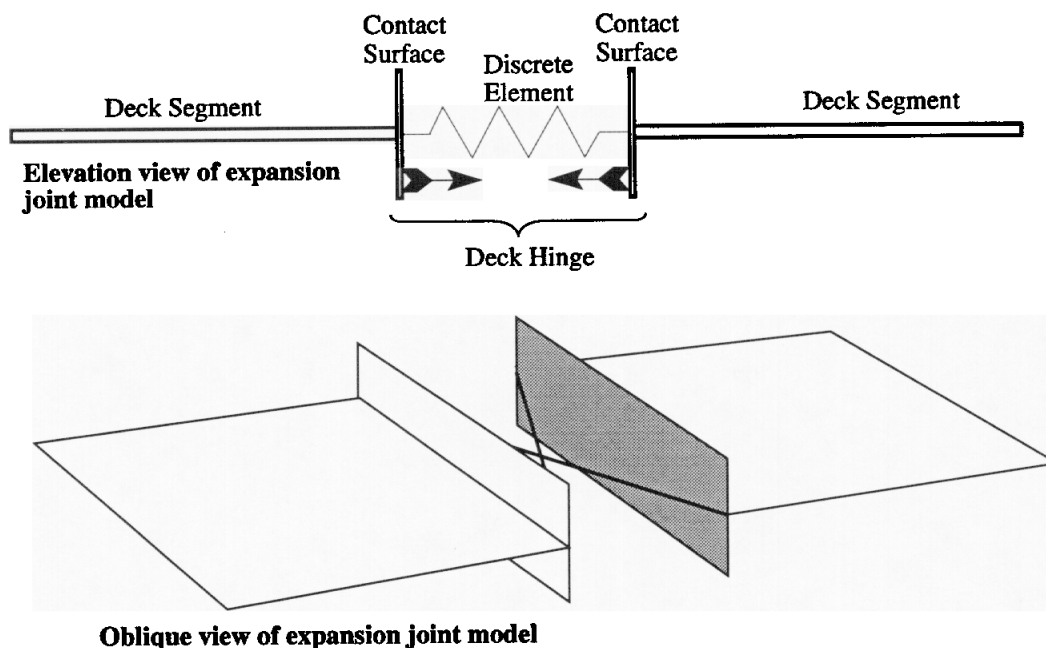 Contact
Surface
Contact
Surface
Discrete
Element
Deck Segment
Deck Segment
Elevation view of expansion
joint model
Deck Hinge
Oblique view of expansion joint model